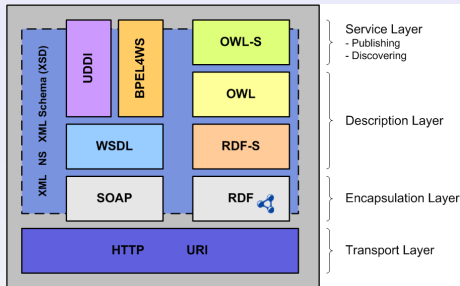 XML NS XML Schema (XSD)
UDDI
BPEL4WS
OWL-S
OWL
WSDL
RDF-S
SOAP
RDF
HTTP URI
Service Layer
- Publishing
- Discovering
Description Layer
Encapsulation Layer
Transport Layer